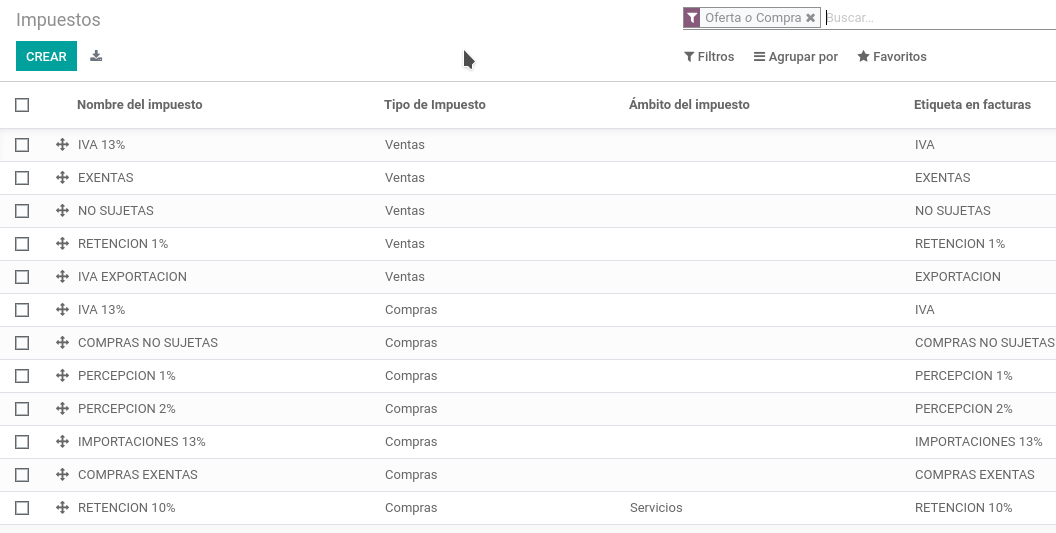 Impuestos
Oferta o Compra Buscar...
CREAR
Filtros Agrupar por Favoritos
Nombre del impuesto Tipo de Impuesto Ámbito del impuesto Etiqueta en facturas
IVA 13% Ventas IVA
EXENTAS Ventas EXENTAS
NO SUJETAS Ventas NO SUJETAS
RETENCION 1% Ventas RETENCION 1%
IVA EXPORTACION Ventas EXPORTACION
IVA 13% Compras IVA
COMPRAS NO SUJETAS Compras COMPRAS NO SUJETAS
PERCEPCION 1% Compras PERCEPCION 1%
PERCEPCION 2% Compras PERCEPCION 2%
IMPORTACIONES 13% Compras IMPORTACIONES 13%
COMPRAS EXENTAS Compras COMPRAS EXENTAS
RETENCION 10% Compras Servicios RETENCION 10%